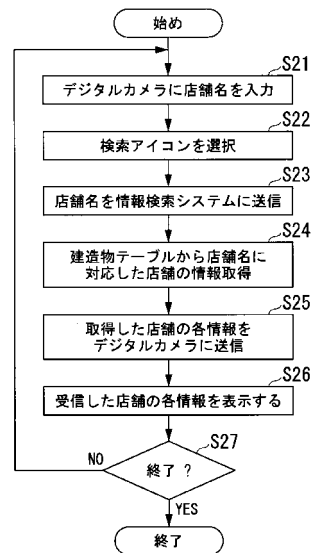 始め
S21
デジタルカメラに店舗名を入力
S22
検索アイコンを選択
S23
店舗名を情報検索システムに送信
S24
建造物テーブルから店舗名に
対応した店舗の情報取得
S25
取得した店舗の各情報を
デジタルカメラに送信
S26
受信した店舗の各情報を表示する
S27
NO
終了 ?
YES
終了